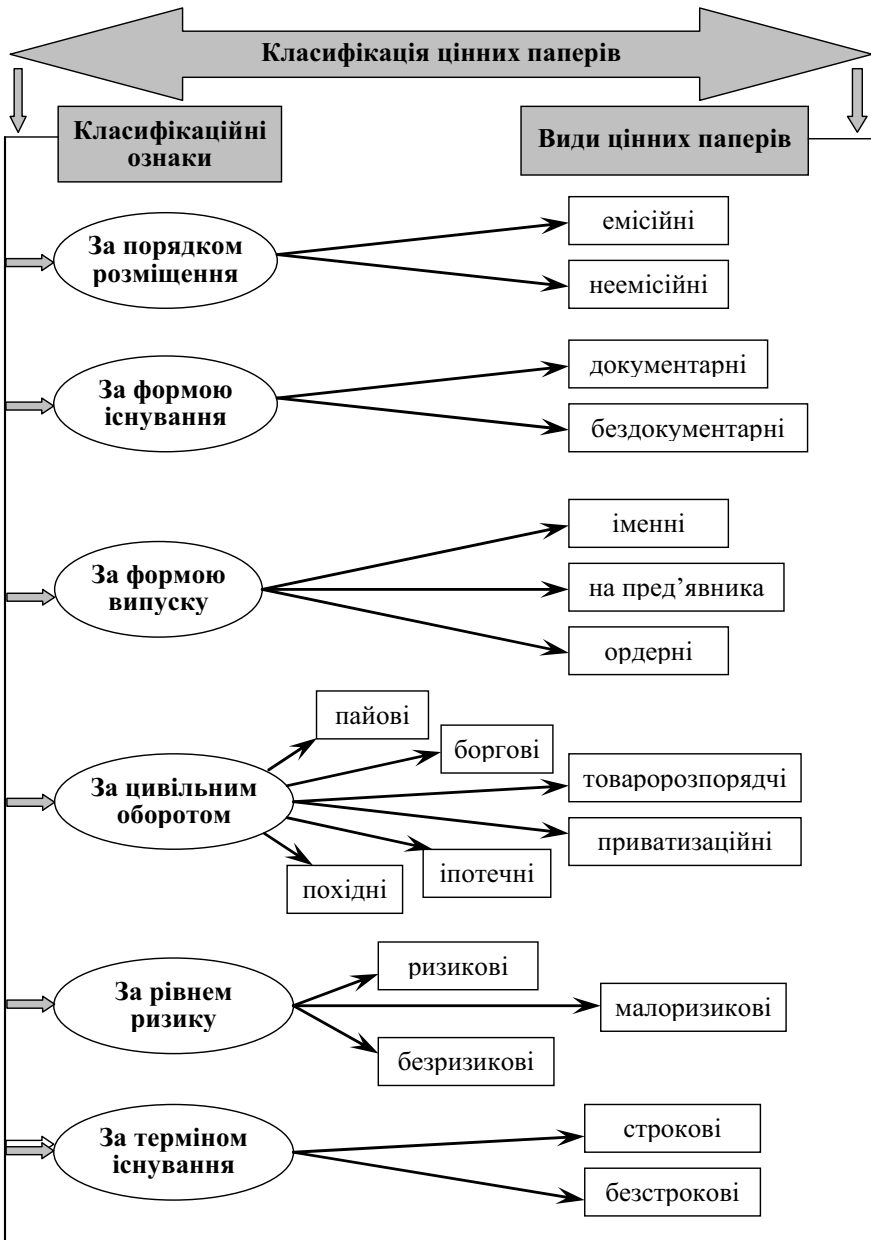 Класифікація цінних паперів
Класифікаційні
ознаки
Види цінних паперів
За порядком
розміщення
емісійні
неемісійні
За формою
існування
документарні
бездокументарні
За формою
випуску
іменні
на пред’явника
ордерні
За цивільним
оборотом
пайові
боргові
товаророзпорядчі
приватизаційні
іпотечні
похідні
За рівнем
ризику
ризикові
малоризикові
безризикові
За терміном
існування
строкові
безстрокові